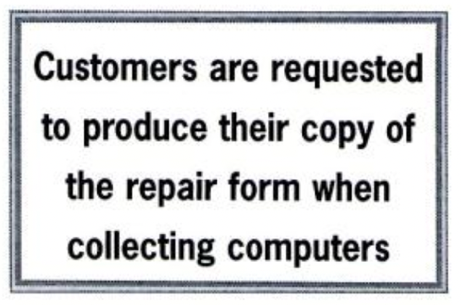 Customers are requested
to produce their copy of
the repair form when
collecting computers